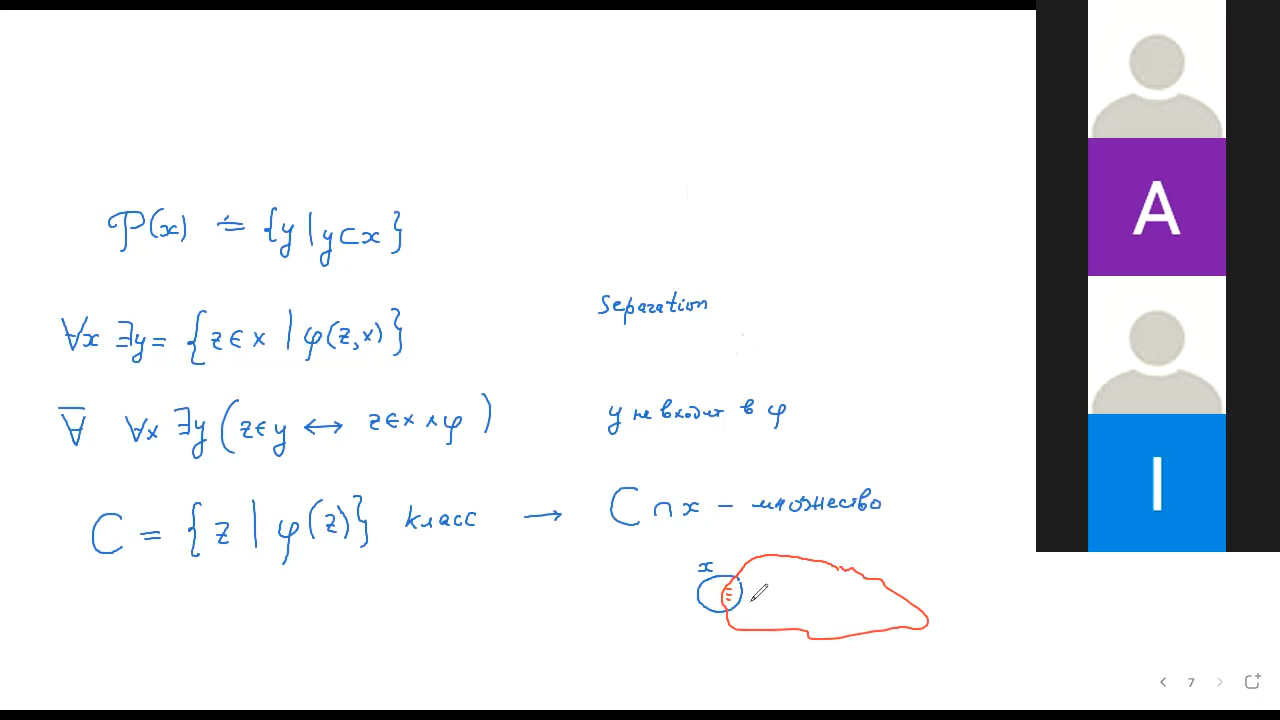 P(x) ≐ {y | y ⊂ x}
∀x ∃y = {z ∈ x | φ(z, x)}
Separation
∀̅ ∀x ∃y (z ∈ y ↔ z ∈ x ∧ φ)
y не входит в φ
C = {z | φ(z)} класс → C ∩ x – множество
x
A
I
7